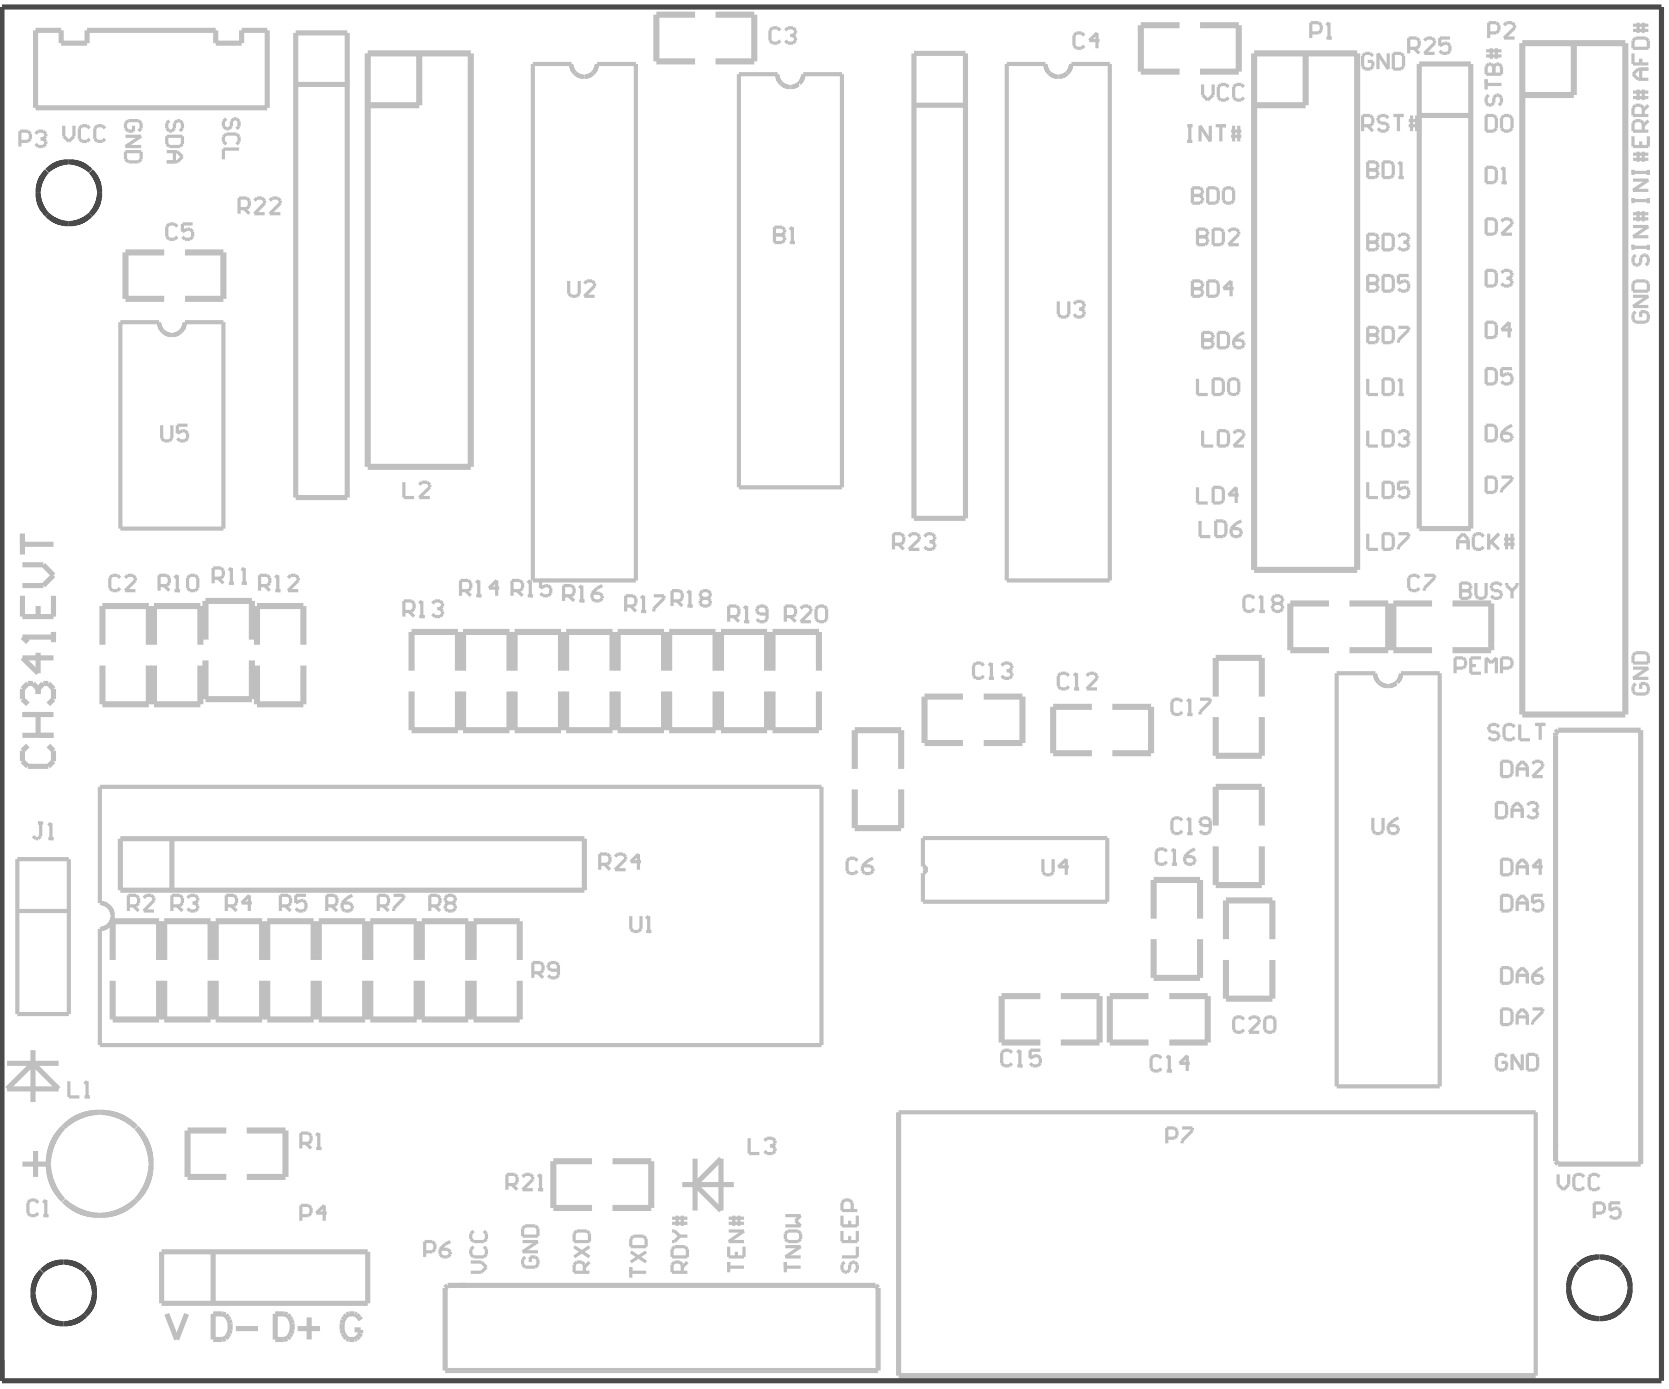 C3
C4
P1
P2
R25
GND
VCC
INT#
RST#
STB#
D0
AFD#
ERR#
INI#
SIN#
GND
P3
VCC
GND
SDA
SCL
R22
C5
U5
L2
U2
B1
R23
U3
BD0
BD1
BD2
BD3
BD4
BD5
BD6
BD7
LD0
LD1
LD2
LD3
LD4
LD5
LD6
LD7
D1
D2
D3
D4
D5
D6
D7
ACK#
BUSY
PEMP
GND
CH341EVT
C2
R10
R11
R12
R13
R14
R15
R16
R17
R18
R19
R20
C18
C7
C13
C12
C17
C6
U4
C19
C16
U6
C15
C14
C20
SCLT
DA2
DA3
DA4
DA5
DA6
DA7
GND
VCC
P5
J1
R24
R2
R3
R4
R5
R6
R7
R8
R9
U1
L1
C1
+
R1
P4
V D- D+ G
R21
L3
P6
VCC
GND
RXD
TXD
RDY#
TEN#
TNOW
SLEEP
P7